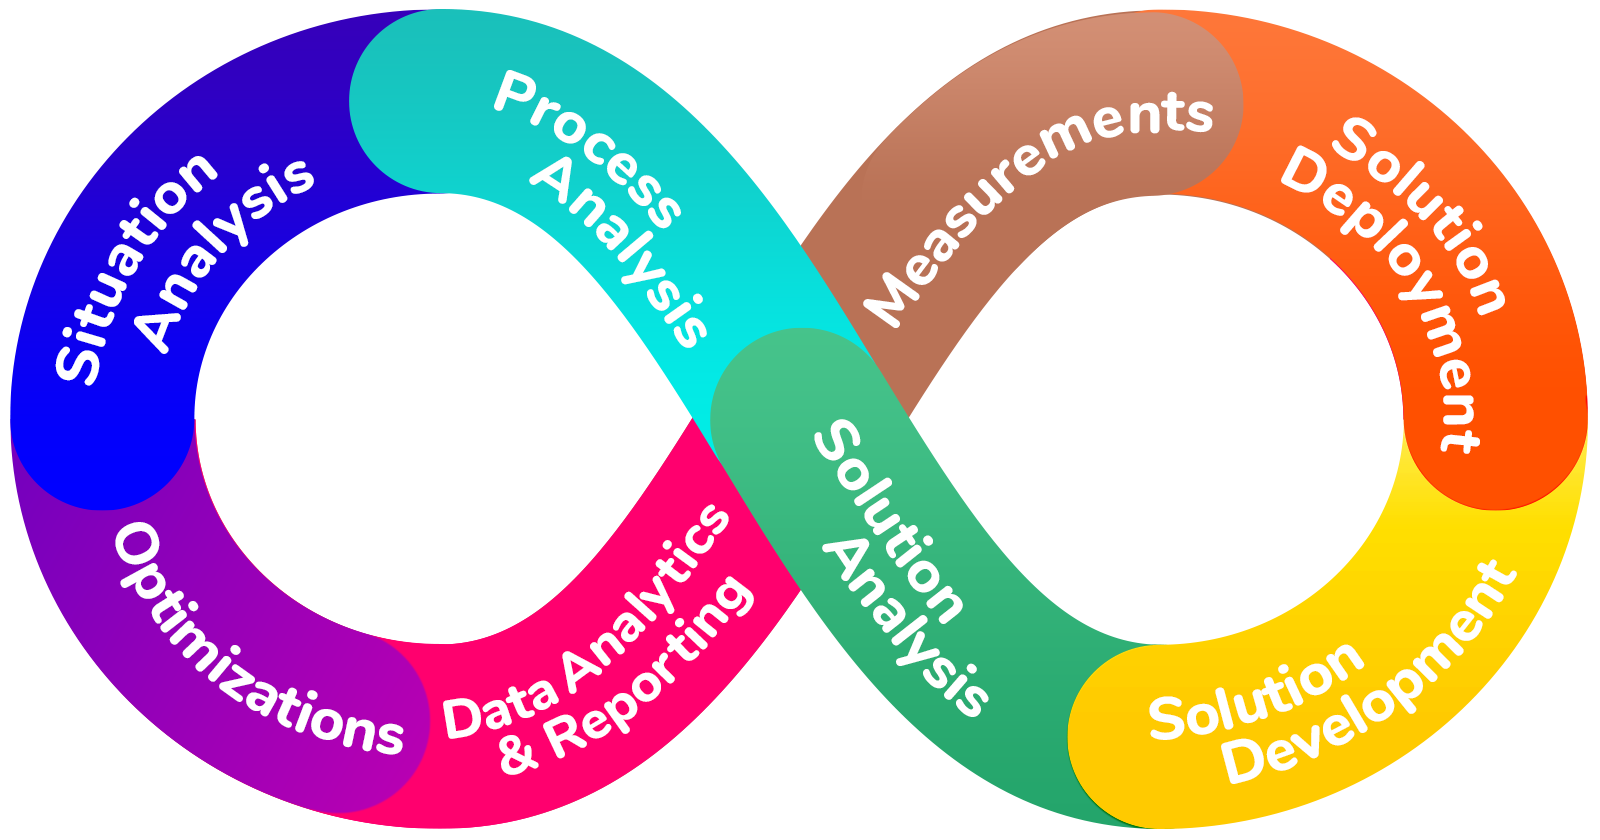 Situation
Analysis
Process
Analysis
Solution
Analysis
Solution
Development
Solution
Deployment
Measurements
Data Analytics
& Reporting
Optimizations